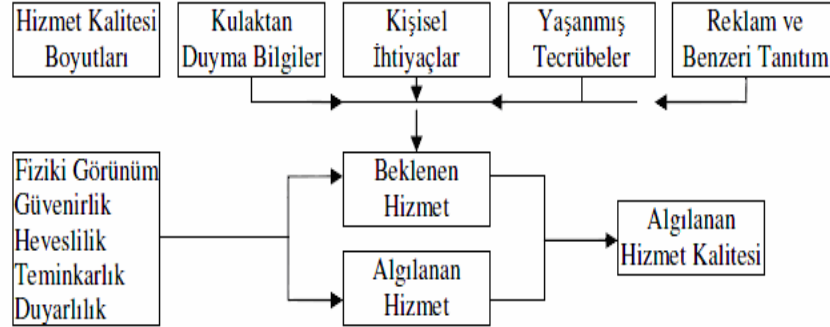 Hizmet Kalitesi
Boyutları
Kulaktan
Duyma Bilgiler
Kişisel
İhtiyaçlar
Yaşanmış
Tecrübeler
Reklam ve
Benzeri Tanıtım
Fiziki Görünüm
Güvenirlik
Heveslilik
Teminkarlık
Duyarlılık
Beklenen
Hizmet
Algılanan
Hizmet
Algılanan
Hizmet Kalitesi